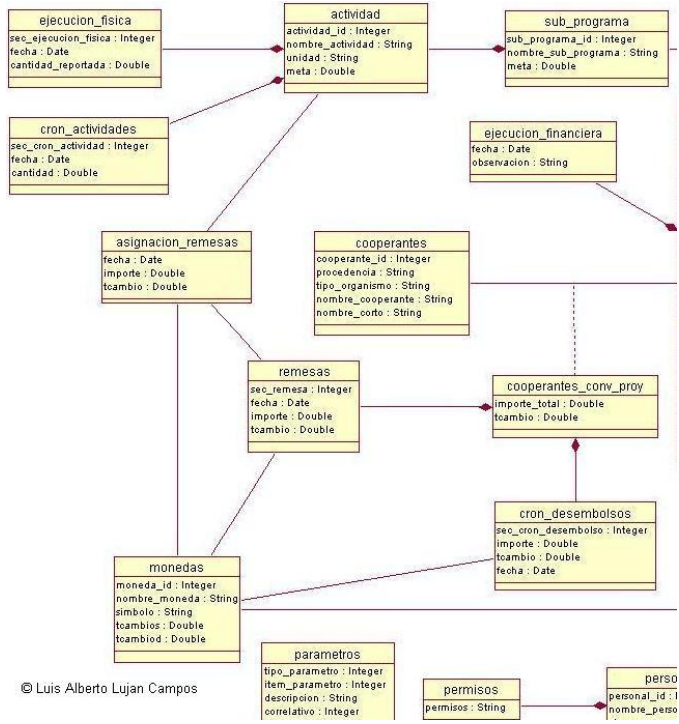 ejecucion_fisica
sec_ejecucion_fisica : Integer
fecha : Date
cantidad_reportada : Double
actividad
actividad_id : Integer
nombre_actividad : String
unidad : String
meta : Double
sub_programa
sub_programa_id : Integer
nombre_sub_programa : String
meta : Double
cron_actividades
sec_cron_actividad : Integer
fecha : Date
cantidad : Double
ejecucion_financiera
fecha : Date
observacion : String
asignacion_remesas
fecha : Date
importe : Double
tcambio : Double
cooperantes
cooperante_id : Integer
procedencia : String
tipo_organismo : String
nombre_cooperante : String
nombre_corto : String
remesas
sec_remesa : Integer
fecha : Date
importe : Double
tcambio : Double
cooperantes_conv_proy
importe_total : Double
tcambio : Double
cron_desembolsos
sec_cron_desembolso : Integer
importe : Double
tcambio : Double
fecha : Date
monedas
moneda_id : Integer
nombre_moneda : String
simbolo : String
tcambios : Double
tcambiod : Double
parametros
tipo_parametro : Integer
item_parametro : Integer
descripcion : String
correlativo : Integer
permisos
permisos : String
perso
personal_id :
nombre_perso
© Luis Alberto Lujan Campos